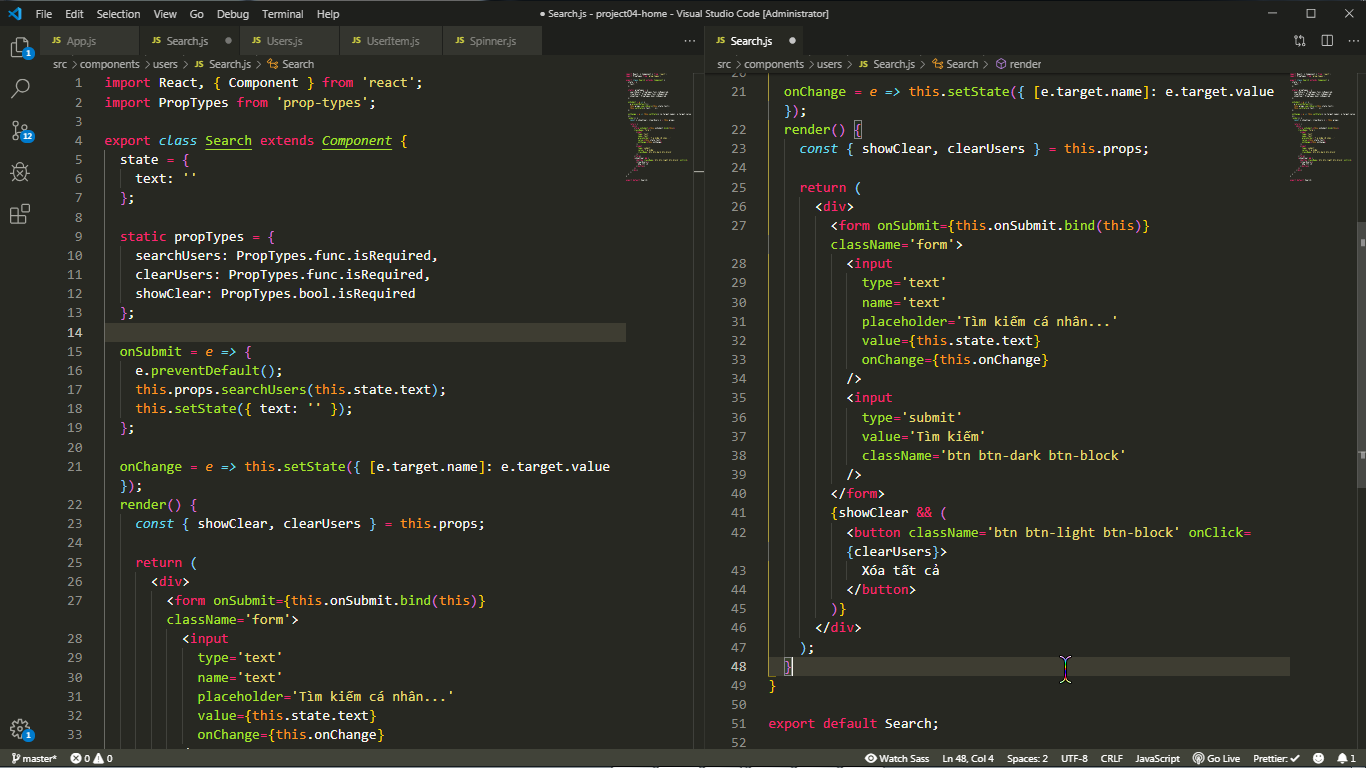 File Edit Selection View Go Debug Terminal Help
● Search.js - project04-home - Visual Studio Code [Administrator]
JS App.js
JS Search.js ●
JS Users.js
JS UserItem.js
JS Spinner.js
...
src > components > users > JS Search.js > Search
1 import React, { Component } from 'react';
2 import PropTypes from 'prop-types';
3
4 export class Search extends Component {
5 state = {
6 text: ''
7 };
8
9 static propTypes = {
10 searchUsers: PropTypes.func.isRequired,
11 clearUsers: PropTypes.func.isRequired,
12 showClear: PropTypes.bool.isRequired
13 };
14
15 onSubmit = e => {
16 e.preventDefault();
17 this.props.searchUsers(this.state.text);
18 this.setState({ text: '' });
19 };
20
21 onChange = e => this.setState({ [e.target.name]: e.target.value
});
22 render() {
23 const { showClear, clearUsers } = this.props;
24
25 return (
26 <div>
27 <form onSubmit={this.onSubmit.bind(this)}
className='form'>
28 <input
29 type='text'
30 name='text'
31 placeholder='Tìm kiếm cá nhân...'
32 value={this.state.text}
33 onChange={this.onChange}
JS Search.js ●
...
src > components > users > JS Search.js > Search > render
20
21 onChange = e => this.setState({ [e.target.name]: e.target.value
});
22 render() {
23 const { showClear, clearUsers } = this.props;
24
25 return (
26 <div>
27 <form onSubmit={this.onSubmit.bind(this)}
className='form'>
28 <input
29 type='text'
30 name='text'
31 placeholder='Tìm kiếm cá nhân...'
32 value={this.state.text}
33 onChange={this.onChange}
34 />
35 <input
36 type='submit'
37 value='Tìm kiếm'
38 className='btn btn-dark btn-block'
39 />
40 </form>
41 {showClear && (
42 <button className='btn btn-light btn-block' onClick=
{clearUsers}>
43 Xóa tất cả
44 </button>
45 )}
46 </div>
47 );
48 }
49 }
50
51 export default Search;
52
1
12
1
master* 0 0 Watch Sass Ln 48, Col 4 Spaces: 2 UTF-8 CRLF JavaScript Go Live Prettier: ✓ 1